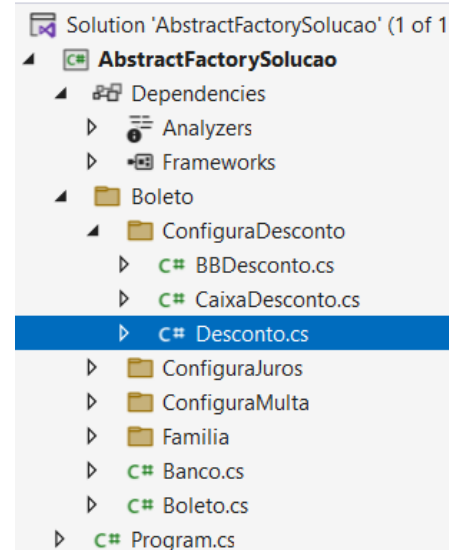 Solution 'AbstractFactorySolucao' (1 of 1
C# AbstractFactorySolucao
Dependencies
Analyzers
Frameworks
Boleto
ConfiguraDesconto
C# BBDesconto.cs
C# CaixaDesconto.cs
C# Desconto.cs
ConfiguraJuros
ConfiguraMulta
Familia
C# Banco.cs
C# Boleto.cs
C# Program.cs